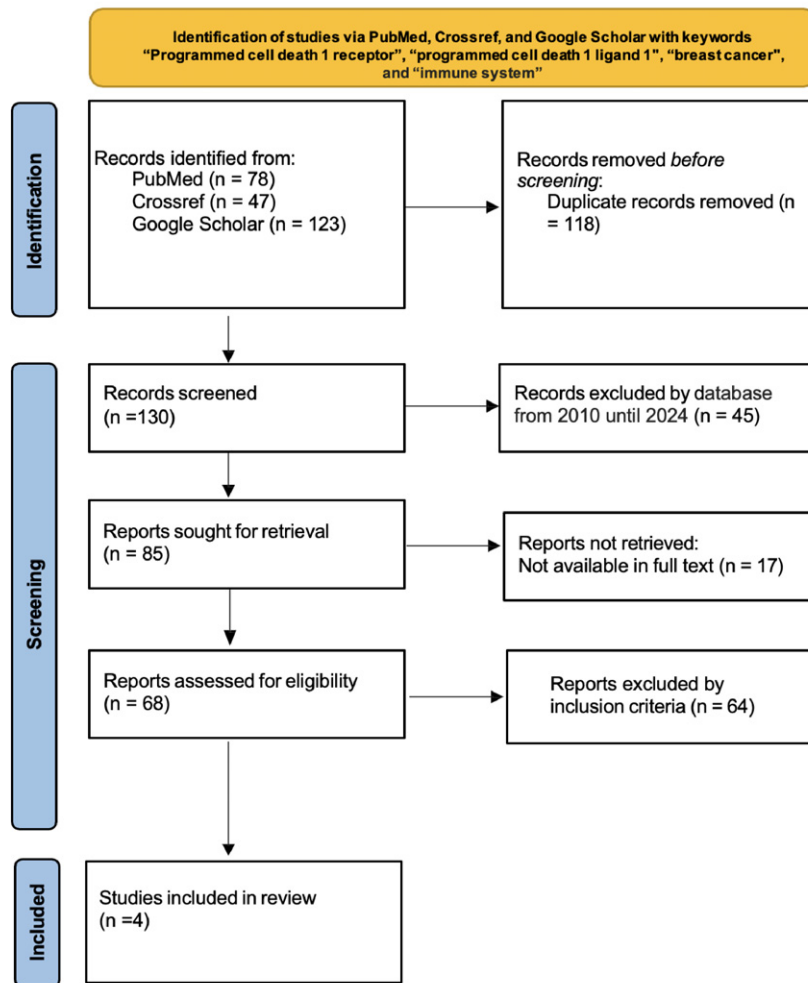 Identification of studies via PubMed, Crossref, and Google Scholar with keywords
“Programmed cell death 1 receptor”, “programmed cell death 1 ligand 1", “breast cancer",
and “immune system”
Identification
Records identified from:
PubMed (n = 78)
Crossref (n = 47)
Google Scholar (n = 123)
Records removed before
screening:
Duplicate records removed (n
= 118)
Screening
Records screened
(n =130)
Records excluded by database
from 2010 until 2024 (n = 45)
Reports sought for retrieval
(n = 85)
Reports not retrieved:
Not available in full text (n = 17)
Reports assessed for eligibility
(n = 68)
Reports excluded by
inclusion criteria (n = 64)
Included
Studies included in review
(n =4)